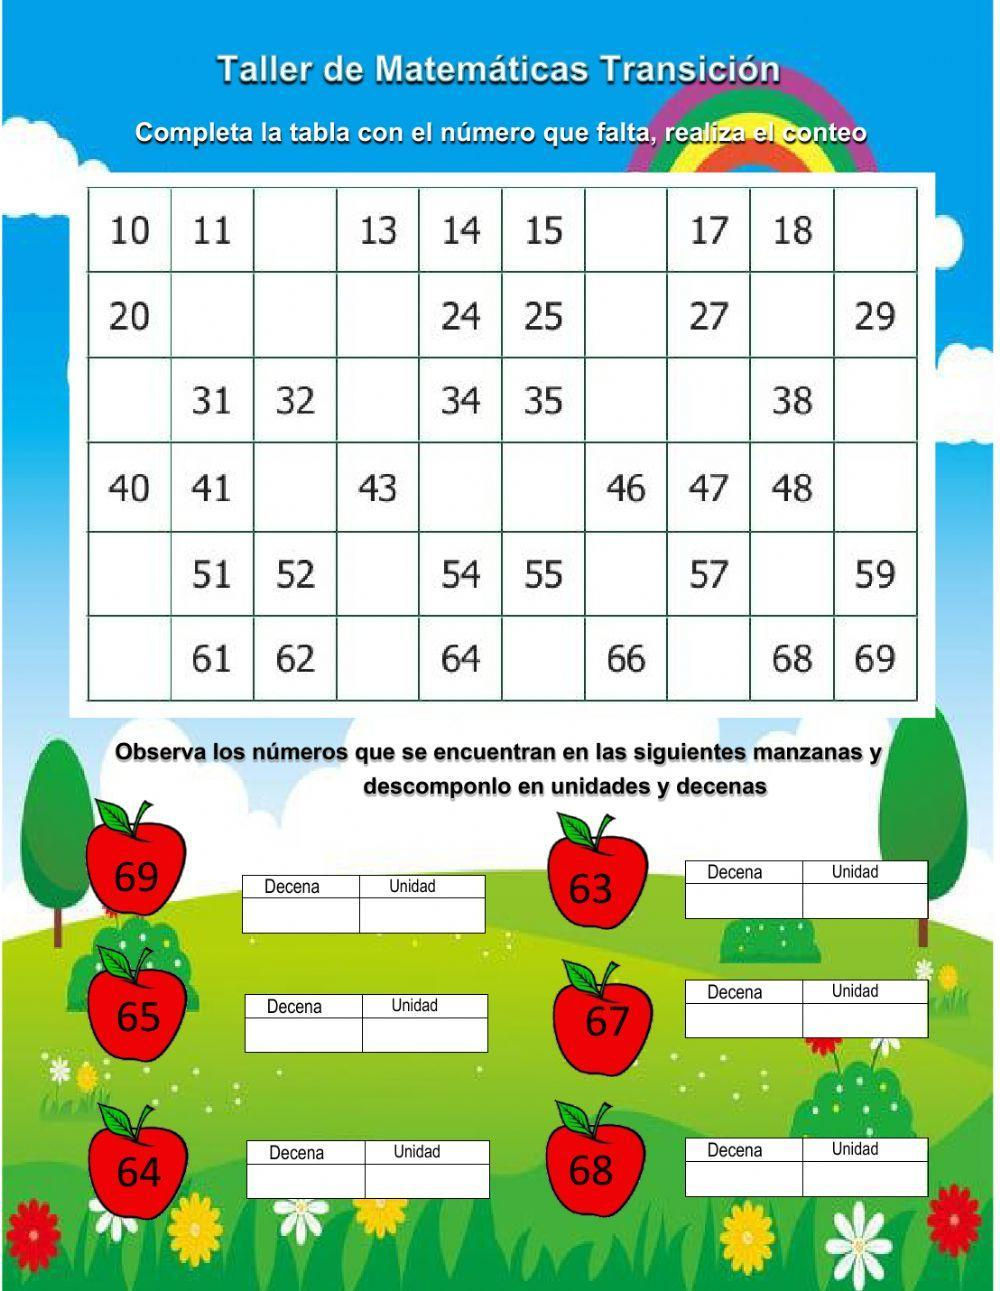 Taller de Matemáticas Transición
Completa la tabla con el número que falta, realiza el conteo
10 11 13 14 15 17 18
20 24 25 27 29
31 32 34 35 38
40 41 43 46 47 48
51 52 54 55 57 59
61 62 64 66 68 69
Observa los números que se encuentran en las siguientes manzanas y
descomponlo en unidades y decenas
69
Decena Unidad
63
Decena Unidad
65
Decena Unidad
67
Decena Unidad
64
Decena Unidad
68
Decena Unidad